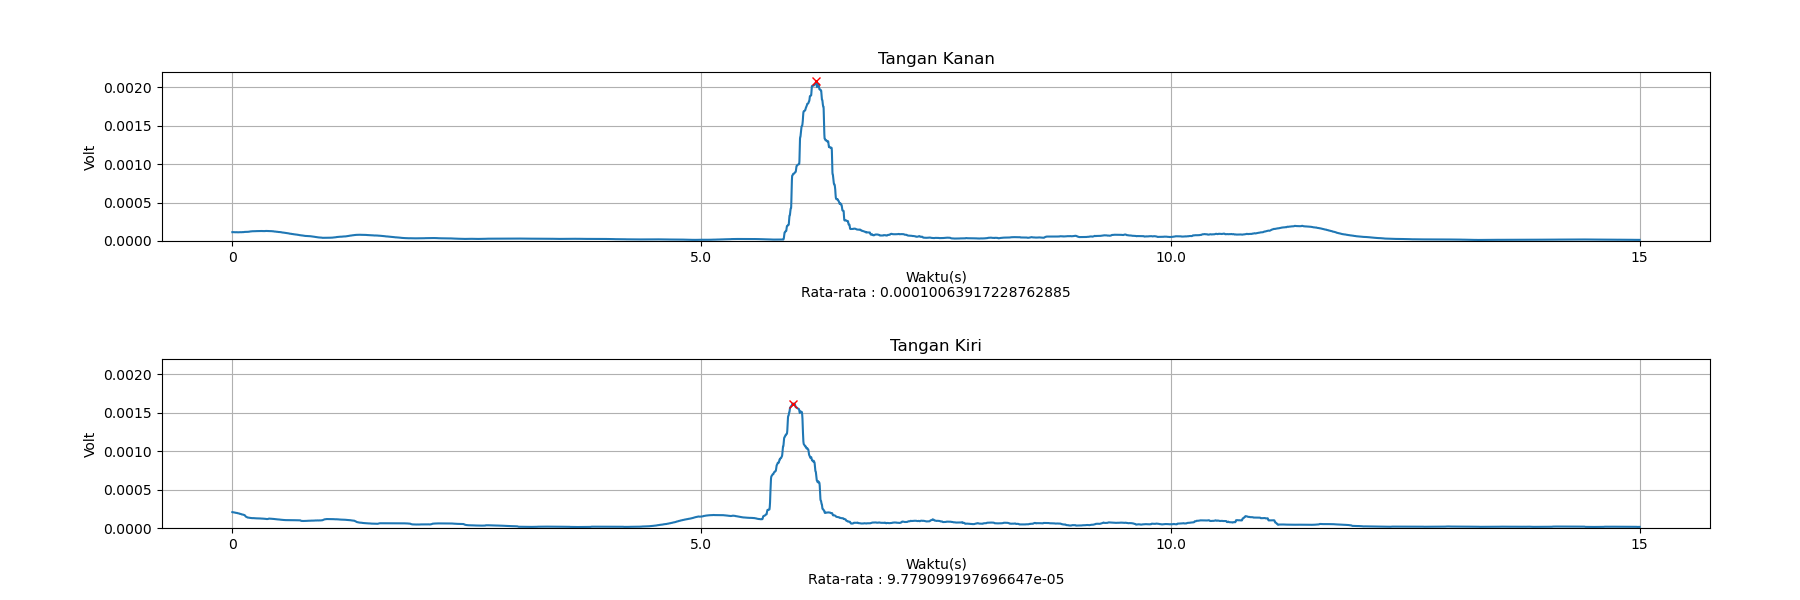 Tangan Kanan
0.0020
0.0015
0.0010
0.0005
0.0000
Volt
0 5.0 10.0 15
Waktu(s)
Rata-rata : 0.00010063917228762885
Tangan Kiri
0.0020
0.0015
0.0010
0.0005
0.0000
Volt
0 5.0 10.0 15
Waktu(s)
Rata-rata : 9.779099197696647e-05